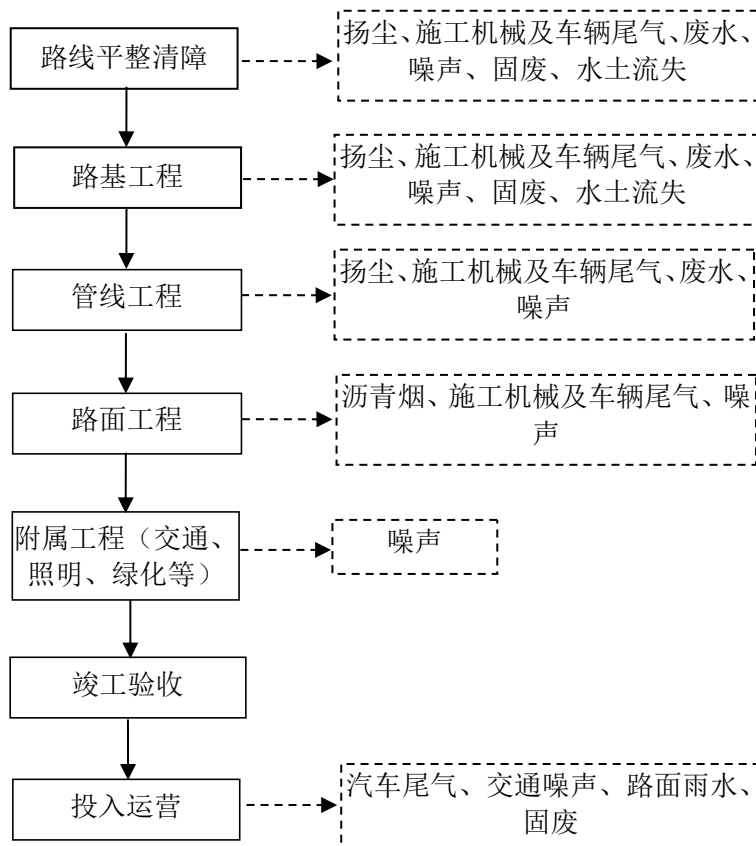 路线平整清障
扬尘、施工机械及车辆尾气、废水、
噪声、固废、水土流失
路基工程
扬尘、施工机械及车辆尾气、废水、
噪声、固废、水土流失
管线工程
扬尘、施工机械及车辆尾气、废水、
噪声
路面工程
沥青烟、施工机械及车辆尾气、噪
声
附属工程（交通、
照明、绿化等）
噪声
竣工验收
投入运营
汽车尾气、交通噪声、路面雨水、
固废